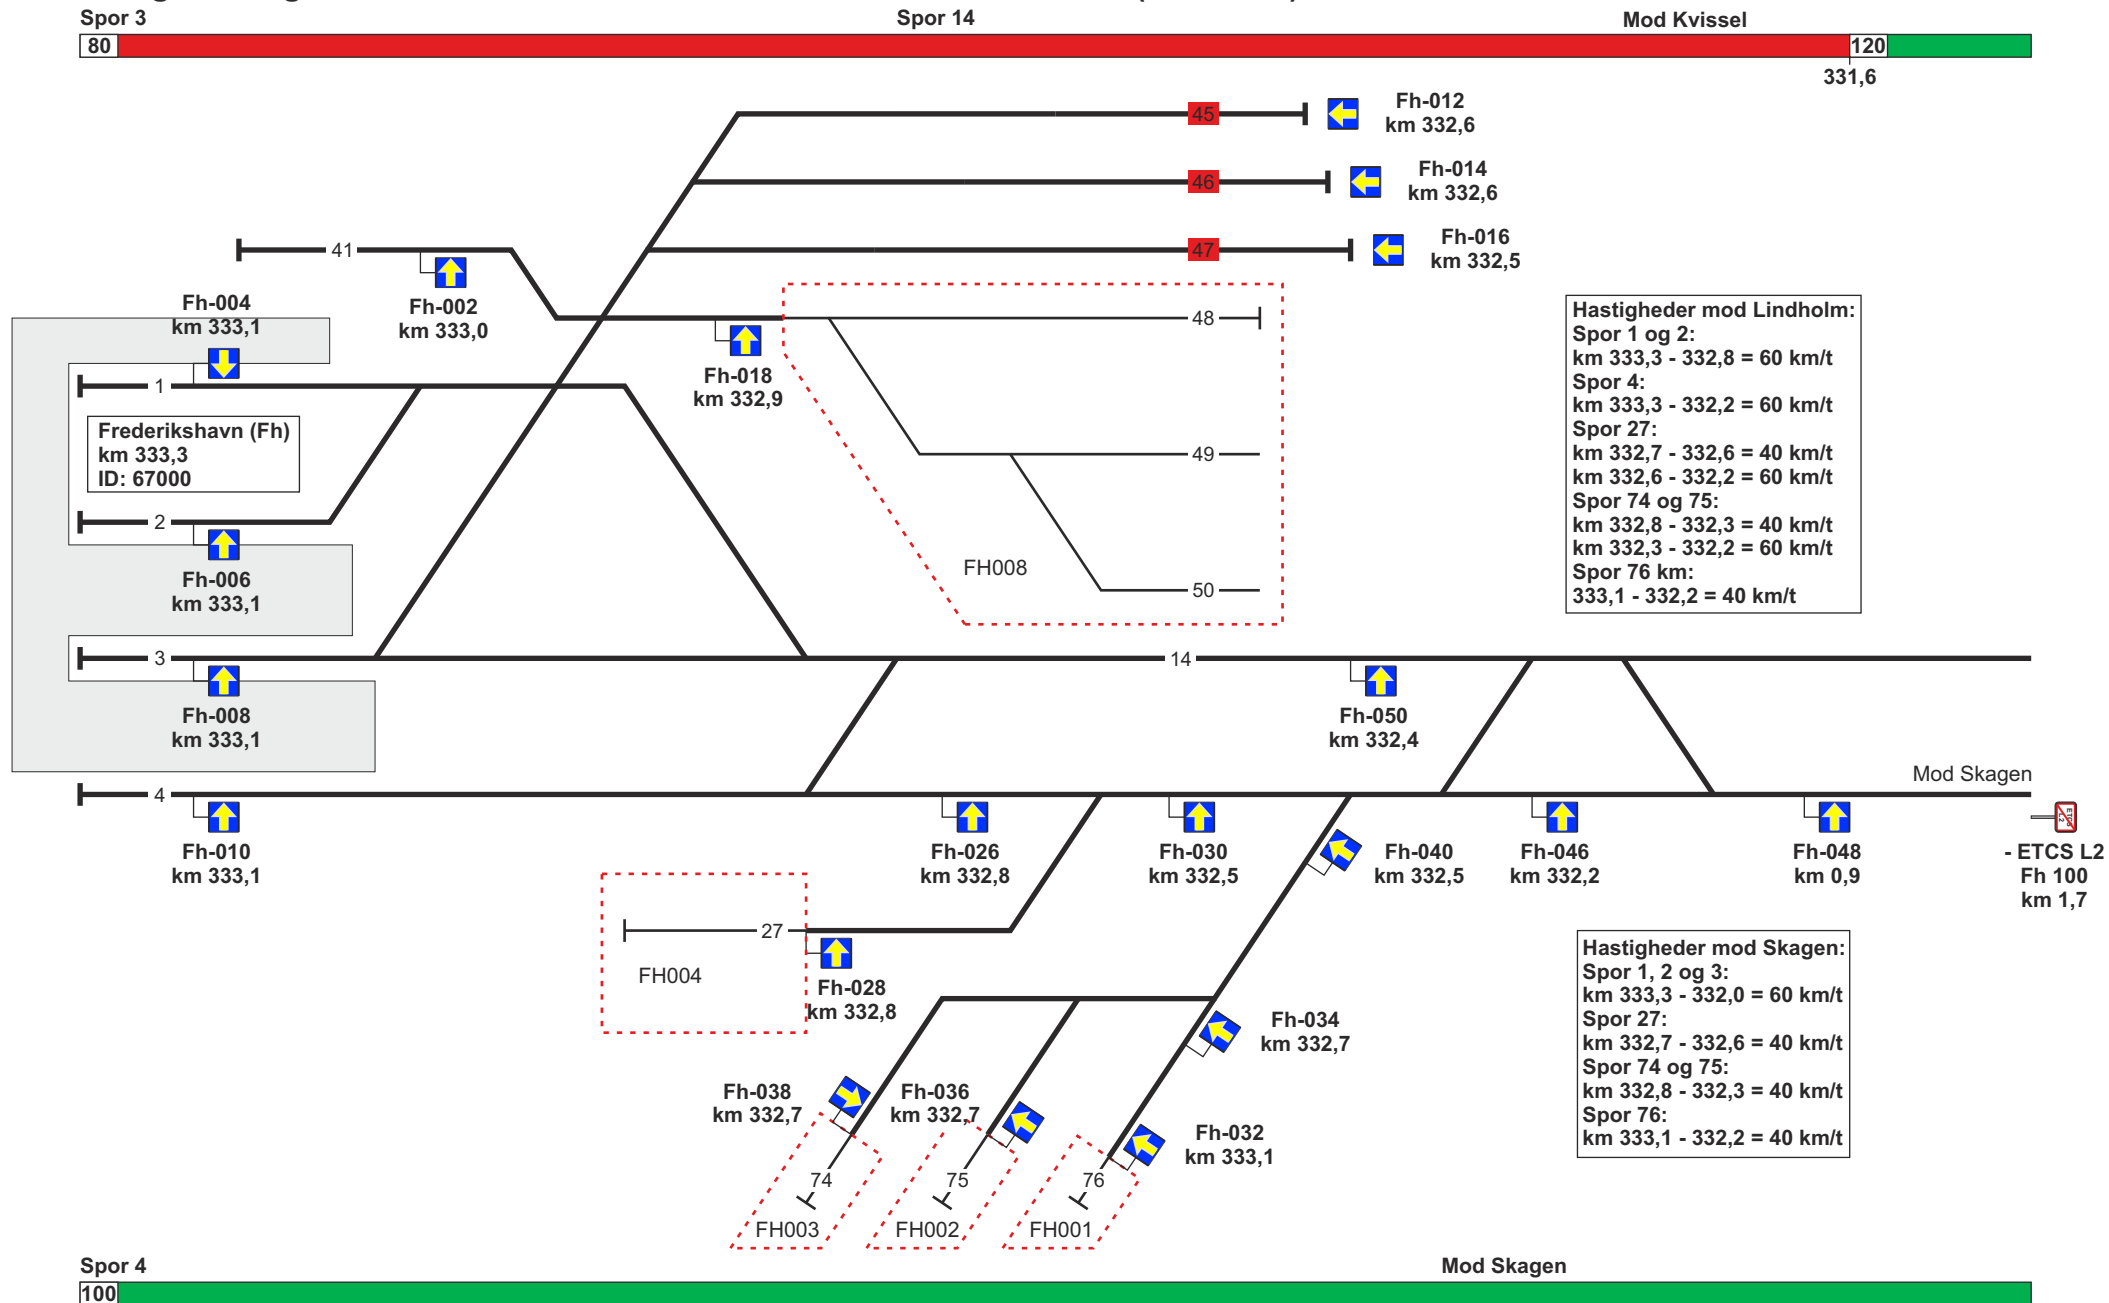 Spor 3
Spor 14
Mod Kvissel
80
120
331,6
45
Fh-012
km 332,6
46
Fh-014
km 332,6
47
Fh-016
km 332,5
41
Fh-002
km 333,0
Fh-004
km 333,1
48
Fh-018
km 332,9
1
Frederikshavn (Fh)
km 333,3
ID: 67000
49
2
Fh-006
km 333,1
FH008
50
Hastigheder mod Lindholm:
Spor 1 og 2:
km 333,3 - 332,8 = 60 km/t
Spor 4:
km 333,3 - 332,2 = 60 km/t
Spor 27:
km 332,7 - 332,6 = 40 km/t
km 332,6 - 332,2 = 60 km/t
Spor 74 og 75:
km 332,8 - 332,3 = 40 km/t
km 332,3 - 332,2 = 60 km/t
Spor 76 km:
333,1 - 332,2 = 40 km/t
3
14
Fh-008
km 333,1
Fh-050
km 332,4
Mod Skagen
4
Fh-010
km 333,1
Fh-026
km 332,8
Fh-030
km 332,5
Fh-040
km 332,5
Fh-046
km 332,2
Fh-048
km 0,9
ETCS
L2
- ETCS L2
Fh 100
km 1,7
27
FH004
Fh-028
km 332,8
Fh-034
km 332,7
Fh-038
km 332,7
Fh-036
km 332,7
Fh-032
km 333,1
74
75
76
FH003
FH002
FH001
Hastigheder mod Skagen:
Spor 1, 2 og 3:
km 333,3 - 332,0 = 60 km/t
Spor 27:
km 332,7 - 332,6 = 40 km/t
Spor 74 og 75:
km 332,8 - 332,3 = 40 km/t
Spor 76:
km 333,1 - 332,2 = 40 km/t
Spor 4
Mod Skagen
100